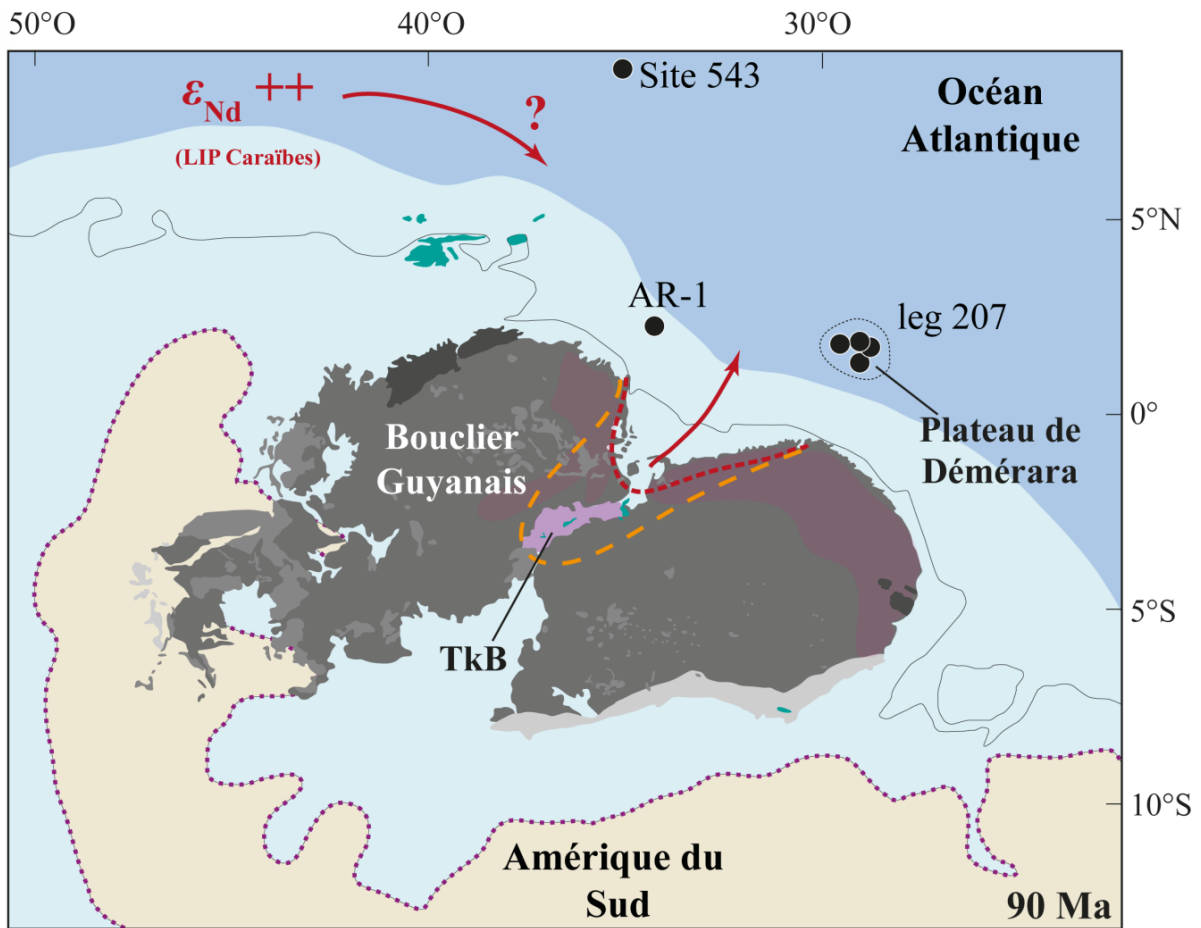 50°O
40°O
30°O
εNd ++
(LIP Caraïbes)
?
Site 543
Océan
Atlantique
5°N
AR-1
leg 207
0°
Bouclier
Guyanais
Plateau de
Démérara
5°S
TkB
10°S
Amérique du
Sud
90 Ma